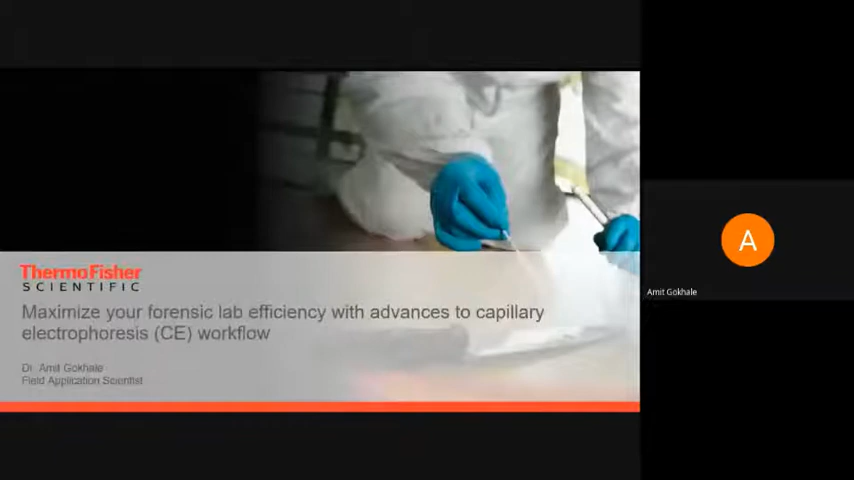 ThermoFisher
SCIENTIFIC
Maximize your forensic lab efficiency with advances to capillary
electrophoresis (CE) workflow
Dr. Amit Gokhale
Field Application Scientist
A
Amit Gokhale